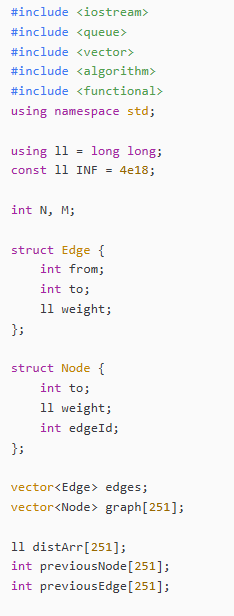 #include <iostream>
#include <queue>
#include <vector>
#include <algorithm>
#include <functional>
using namespace std;

using ll = long long;
const ll INF = 4e18;

int N, M;

struct Edge {
    int from;
    int to;
    ll weight;
};

struct Node {
    int to;
    ll weight;
    int edgeId;
};

vector<Edge> edges;
vector<Node> graph[251];

ll distArr[251];
int previousNode[251];
int previousEdge[251];